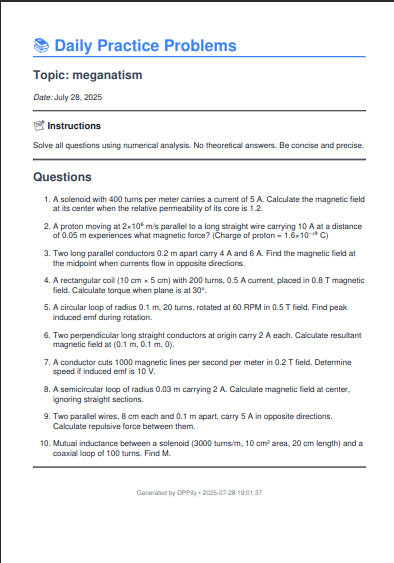 📚 Daily Practice Problems
Topic: meganatism
Date: July 28, 2025
📝 Instructions
Solve all questions using numerical analysis. No theoretical answers. Be concise and precise.
Questions
1. A solenoid with 400 turns per meter carries a current of 5 A. Calculate the magnetic field
at its center when the relative permeability of its core is 1.2.
2. A proton moving at 2×10⁶ m/s parallel to a long straight wire carrying 10 A at a distance
of 0.05 m experiences what magnetic force? (Charge of proton = 1.6×10⁻¹⁹ C)
3. Two long parallel conductors 0.2 m apart carry 4 A and 6 A. Find the magnetic field at
the midpoint when currents flow in opposite directions.
4. A rectangular coil (10 cm × 5 cm) with 200 turns, 0.5 A current, placed in 0.8 T magnetic
field. Calculate torque when plane is at 30°.
5. A circular loop of radius 0.1 m, 20 turns, rotated at 60 RPM in 0.5 T field. Find peak
induced emf during rotation.
6. Two perpendicular long straight conductors at origin carry 2 A each. Calculate resultant
magnetic field at (0.1 m, 0.1 m, 0).
7. A conductor cuts 1000 magnetic lines per second per meter in 0.2 T field. Determine
speed if induced emf is 10 V.
8. A semicircular loop of radius 0.03 m carrying 2 A. Calculate magnetic field at center,
ignoring straight sections.
9. Two parallel wires, 8 cm each and 0.1 m apart, carry 5 A in opposite directions.
Calculate repulsive force between them.
10. Mutual inductance between a solenoid (3000 turns/m, 10 cm² area, 20 cm length) and a
coaxial loop of 100 turns. Find M.
Generated by DPPify • 2025-07-28 19:01:37